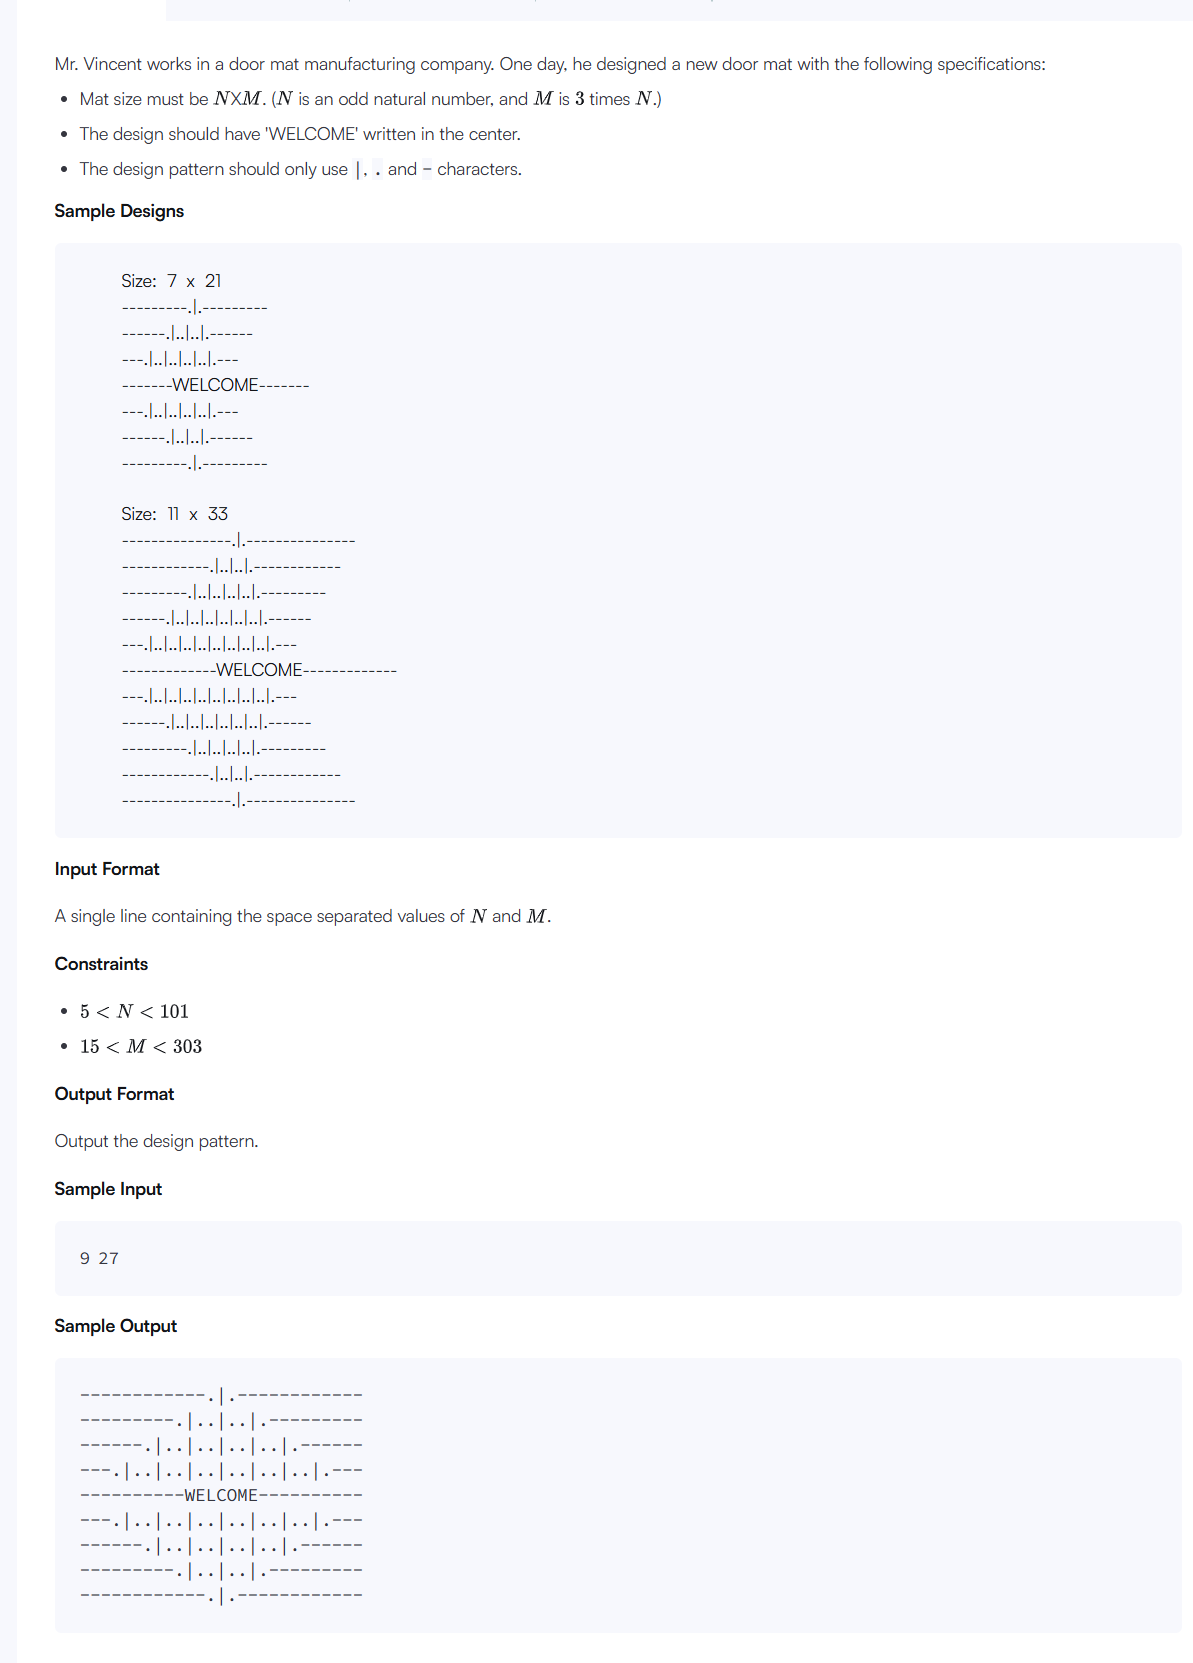 Mr. Vincent works in a door mat manufacturing company. One day, he designed a new door mat with the following specifications:
• Mat size must be NXM. (N is an odd natural number, and M is 3 times N.)
• The design should have 'WELCOME' written in the center.
• The design pattern should only use |, . and - characters.
Sample Designs
Size: 7 x 21
---------.|.---------
------.|..|..|.------
---.|..|..|..|..|.---
-------WELCOME-------
---.|..|..|..|..|.---
------.|..|..|.------
---------.|.---------
Size: 11 x 33
---------------.|.---------------
------------.|..|..|.------------
---------.|..|..|..|..|.---------
------.|..|..|..|..|..|..|.------
---.|..|..|..|..|..|..|..|..|.---
-------------WELCOME-------------
---.|..|..|..|..|..|..|..|..|.---
------.|..|..|..|..|..|..|.------
---------.|..|..|..|..|.---------
------------.|..|..|.------------
---------------.|.---------------
Input Format
A single line containing the space separated values of N and M.
Constraints
• 5 < N < 101
• 15 < M < 303
Output Format
Output the design pattern.
Sample Input
9 27
Sample Output
------------.|.------------
---------.|..|..|.---------
------.|..|..|..|..|.------
---.|..|..|..|..|..|..|.---
----------WELCOME----------
---.|..|..|..|..|..|..|.---
------.|..|..|..|..|.------
---------.|..|..|.---------
------------.|.------------